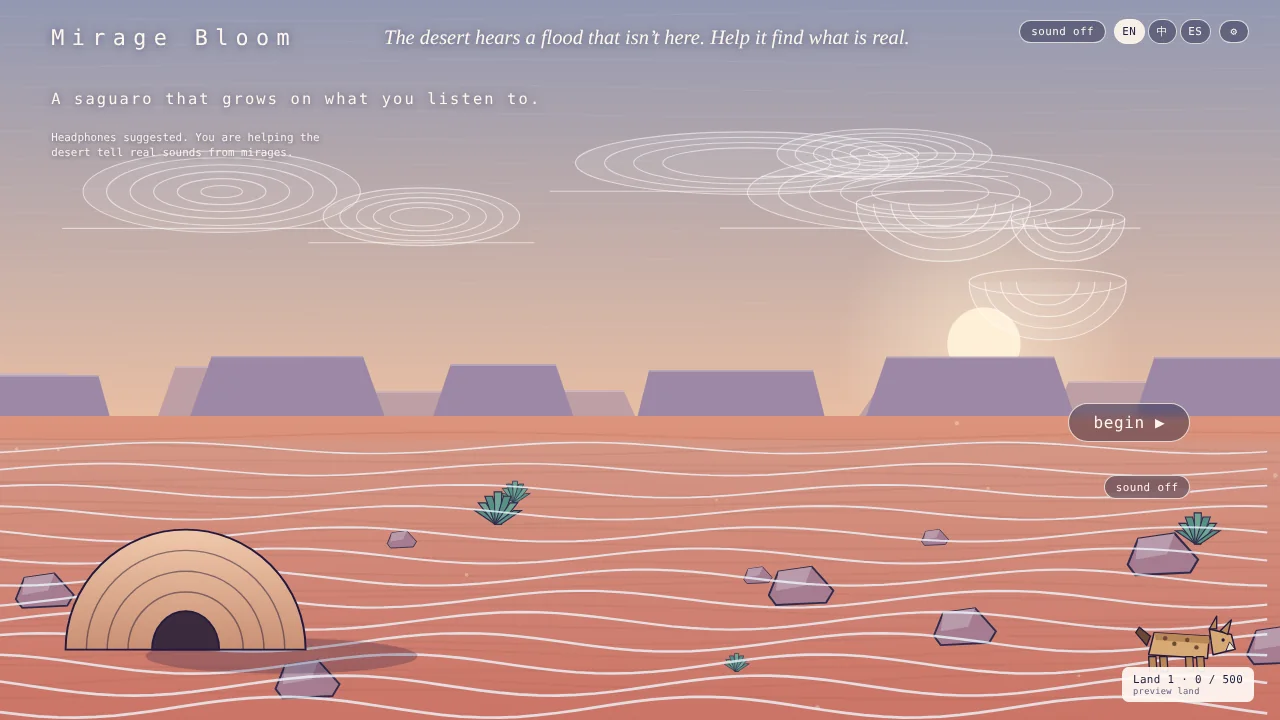 Mirage Bloom
The desert hears a flood that isn’t here. Help it find what is real.
sound off
EN
中
ES
A saguaro that grows on what you listen to.
Headphones suggested. You are helping the
desert tell real sounds from mirages.
begin ▶
sound off
Land 1 · 0 / 500
preview land